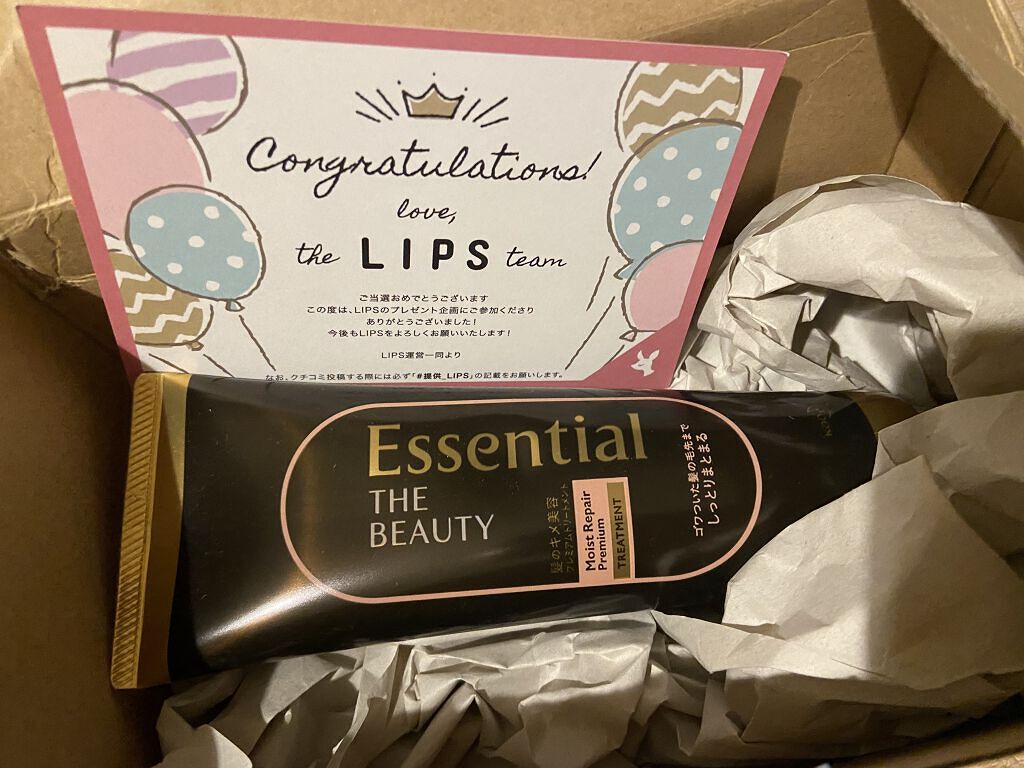 Congratulations!
love,
the LIPS team
ご当選おめでとうございます
この度は、LIPSのプレゼント企画にご参加くださり
ありがとうございました！
今後もLIPSをよろしくお願いいたします！
LIPS運営一同より
なお、クチコミ投稿する際には必ず「#提供_LIPS」の記載をお願いします。
Essential
THE
BEAUTY
髪のキメ美容
プレミアムトリートメント
Moist Repair
Premium
TREATMENT
ゴワついた髪の毛先まで
しっとりまとまる